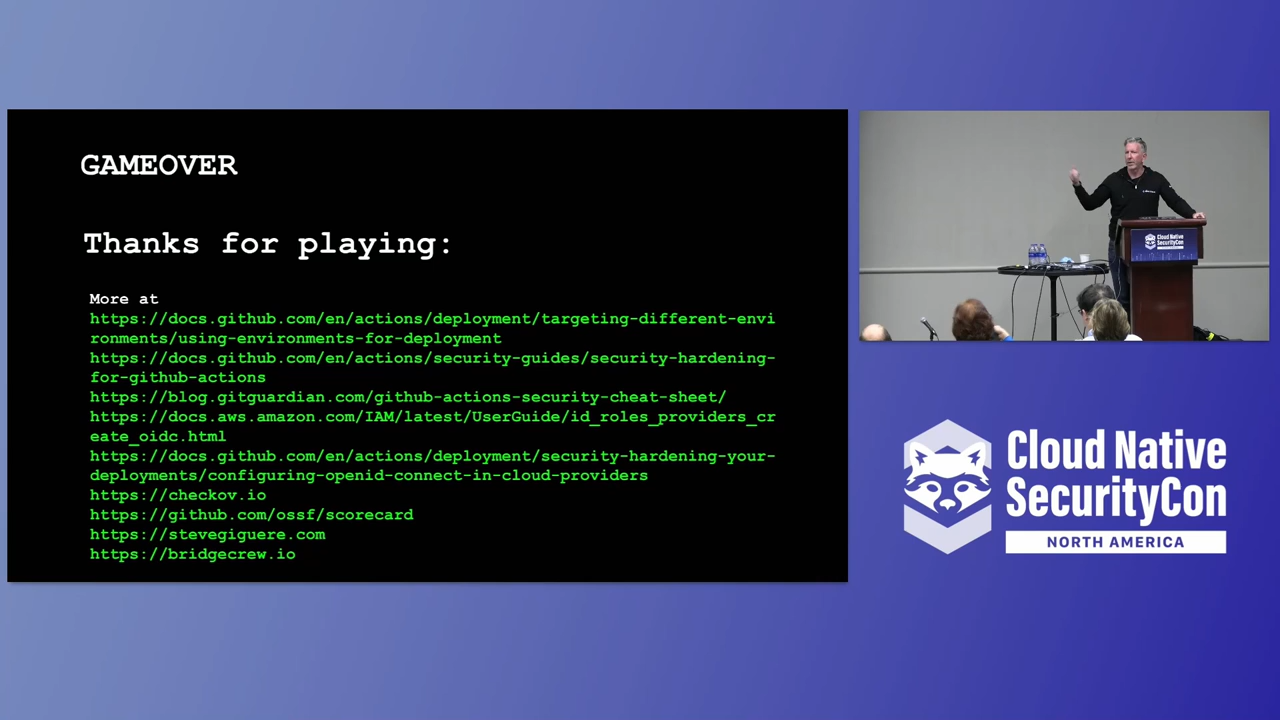 GAMEOVER
Thanks for playing:
More at
https://docs.github.com/en/actions/deployment/targeting-different-envi
ronments/using-environments-for-deployment
https://docs.github.com/en/actions/security-guides/security-hardening-
for-github-actions
https://blog.gitguardian.com/github-actions-security-cheat-sheet/
https://docs.aws.amazon.com/IAM/latest/UserGuide/id_roles_providers_cr
eate_oidc.html
https://docs.github.com/en/actions/deployment/security-hardening-your-
deployments/configuring-openid-connect-in-cloud-providers
https://checkov.io
https://github.com/ossf/scorecard
https://stevegiguere.com
https://bridgecrew.io
Cloud Native
SecurityCon
Cloud Native
SecurityCon
NORTH AMERICA